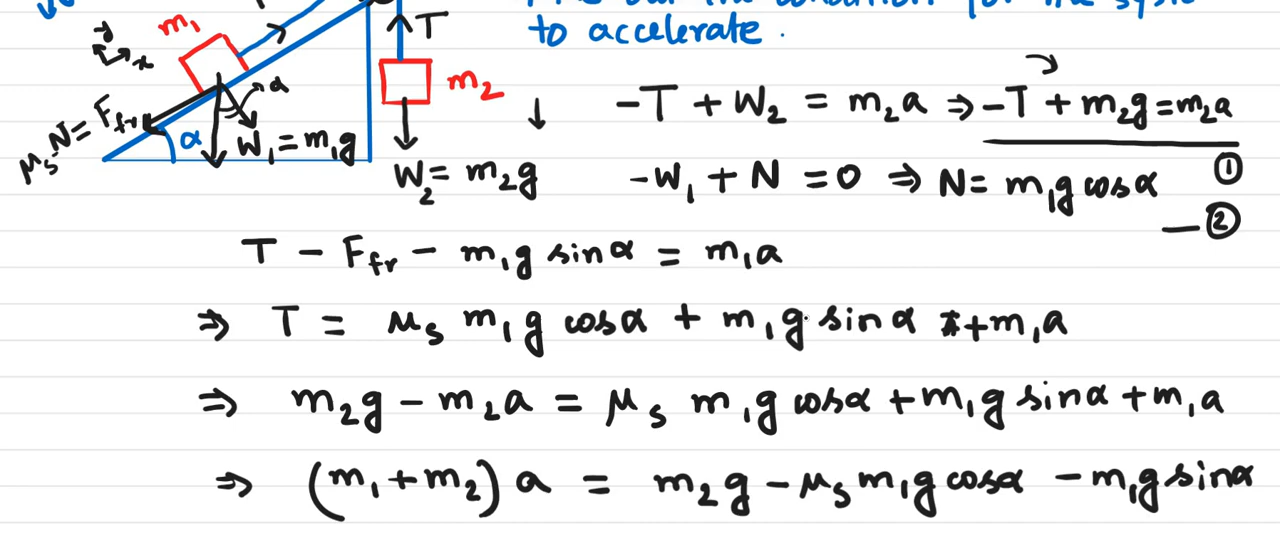 to accelerate.
m₁
y
x
T
m₂
α
α
μₛN = F_fr
W₁ = m₁g
W₂ = m₂g
↓ -T + W₂ = m₂a ⇒ -T + m₂g = m₂a
①
-W₁ + N = 0 ⇒ N = m₁g cosα
— ②
T - F_fr - m₁g sinα = m₁a
⇒ T = μₛ m₁g cosα + m₁g sinα + m₁a
⇒ m₂g - m₂a = μₛ m₁g cosα + m₁g sinα + m₁a
⇒ (m₁ + m₂) a = m₂g - μₛ m₁g cosα - m₁g sinα